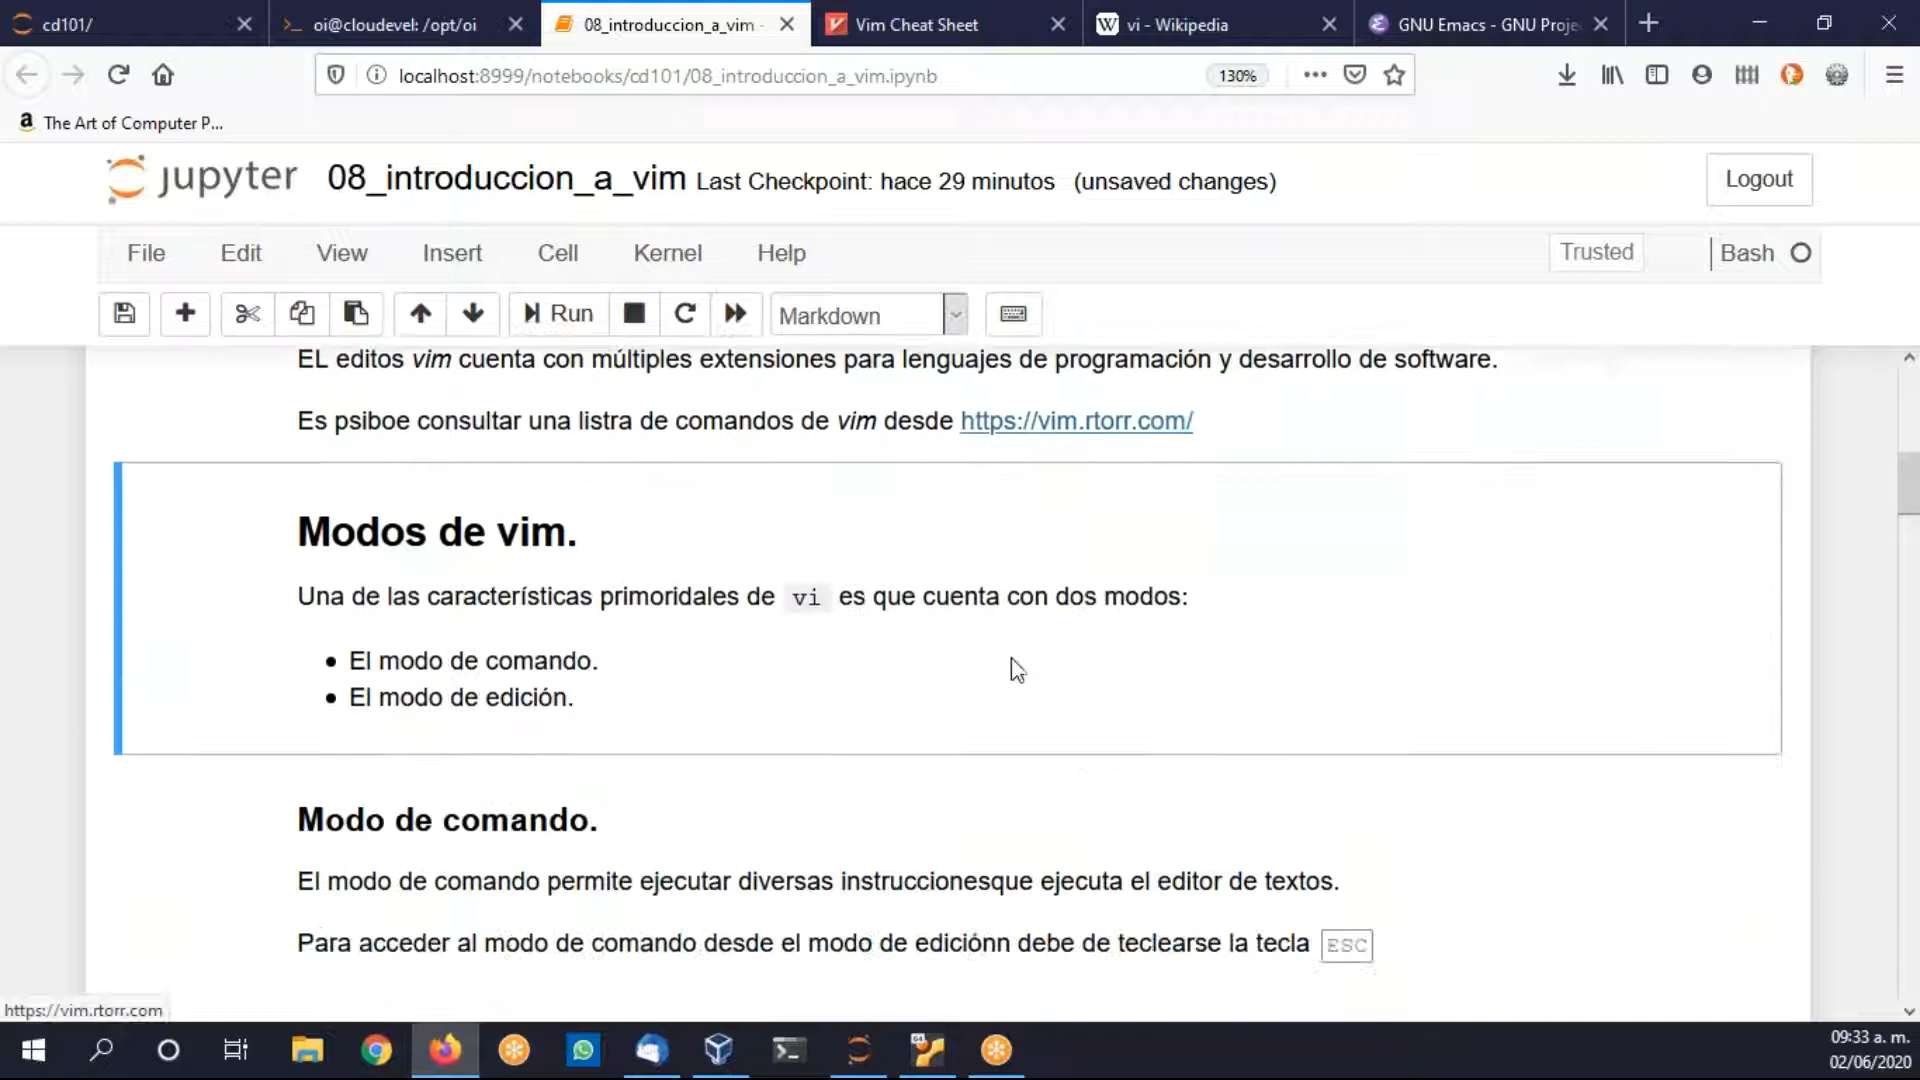 cd101/
oi@cloudevel: /opt/oi
08_introduccion_a_vim -
Vim Cheat Sheet
vi - Wikipedia
GNU Emacs - GNU Proje
localhost:8999/notebooks/cd101/08_introduccion_a_vim.ipynb
130%
The Art of Computer P...
jupyter 08_introduccion_a_vim Last Checkpoint: hace 29 minutos (unsaved changes)
Logout
File Edit View Insert Cell Kernel Help
Trusted
Bash
Run
Markdown
EL editos vim cuenta con múltiples extensiones para lenguajes de programación y desarrollo de software.
Es psiboe consultar una listra de comandos de vim desde https://vim.rtorr.com/
Modos de vim.
Una de las características primoridales de vi es que cuenta con dos modos:
• El modo de comando.
• El modo de edición.
Modo de comando.
El modo de comando permite ejecutar diversas instruccionesque ejecuta el editor de textos.
Para acceder al modo de comando desde el modo de ediciónn debe de teclearse la tecla ESC
https://vim.rtorr.com
09:33 a. m.
02/06/2020